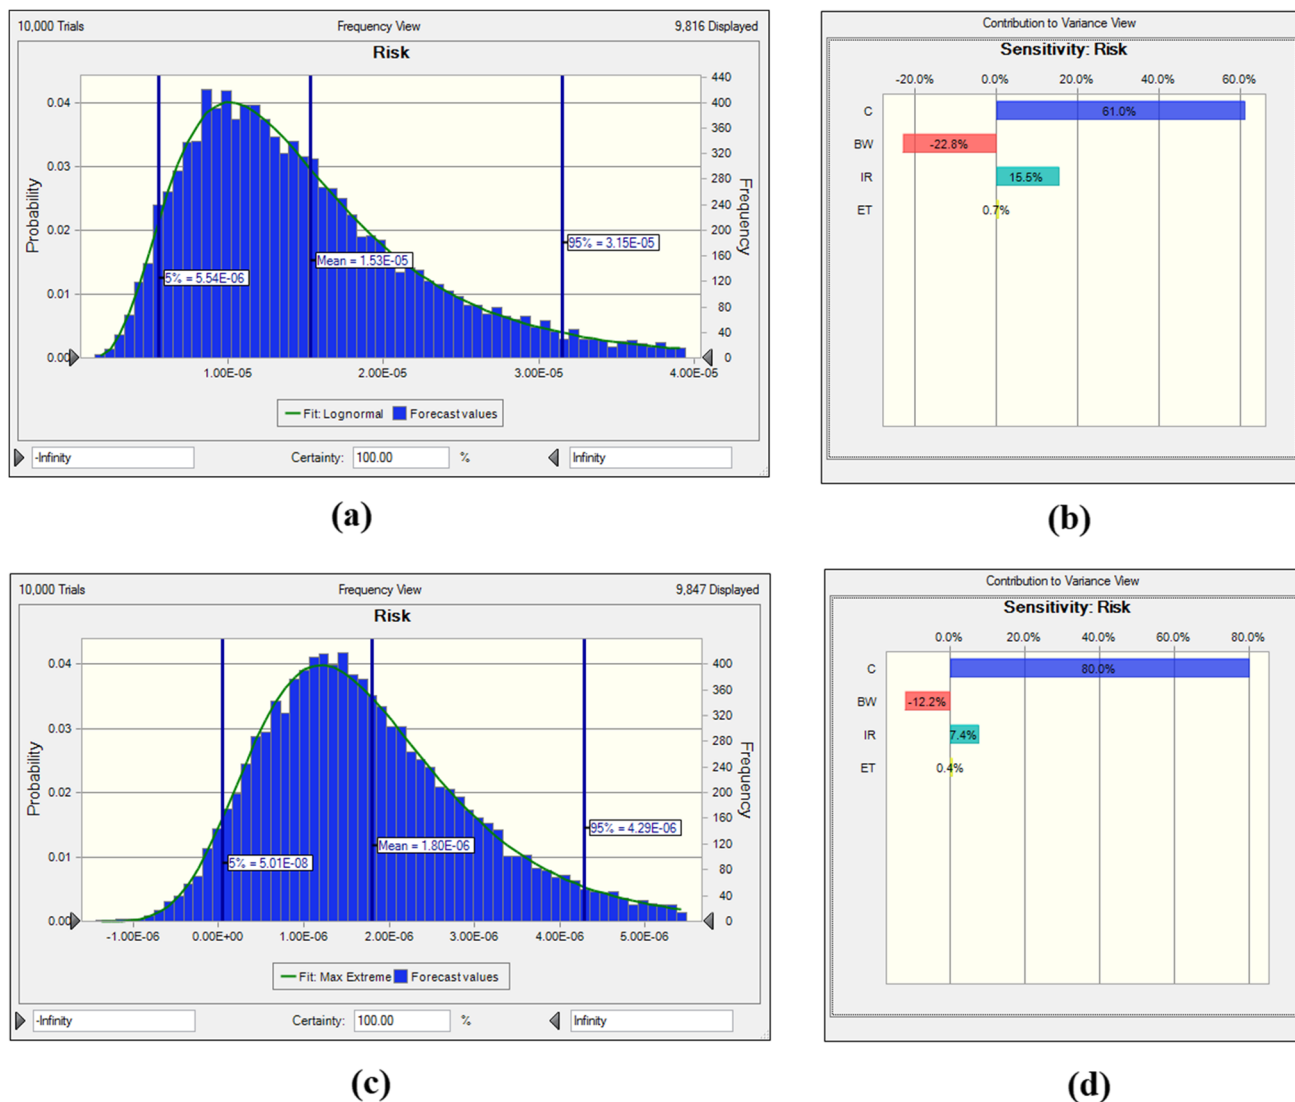 10,000 Trials Frequency View 9,816 Displayed
Risk
0.04
0.03
0.02
0.01
0.00
Probability
440
400
360
320
280
240
200
160
120
80
40
0
Frequency
5% = 5.54E-06
Mean = 1.53E-05
95% = 3.15E-05
1.00E-05 2.00E-05 3.00E-05 4.00E-05
Fit: Lognormal Forecast values
-Infinity Certainty: 100.00 % Infinity
(a)
Contribution to Variance View
Sensitivity: Risk
-20.0% 0.0% 20.0% 40.0% 60.0%
C 61.0%
BW -22.8%
IR 15.5%
ET 0.7%
(b)
10,000 Trials Frequency View 9,847 Displayed
Risk
0.04
0.03
0.02
0.01
0.00
Probability
400
360
320
280
240
200
160
120
80
40
0
Frequency
5% = 5.01E-08
Mean = 1.80E-06
95% = 4.29E-06
-1.00E-06 0.00E+00 1.00E-06 2.00E-06 3.00E-06 4.00E-06 5.00E-06
Fit: Max Extreme Forecast values
-Infinity Certainty: 100.00 % Infinity
(c)
Contribution to Variance View
Sensitivity: Risk
0.0% 20.0% 40.0% 60.0% 80.0%
C 80.0%
BW -12.2%
IR 7.4%
ET 0.4%
(d)